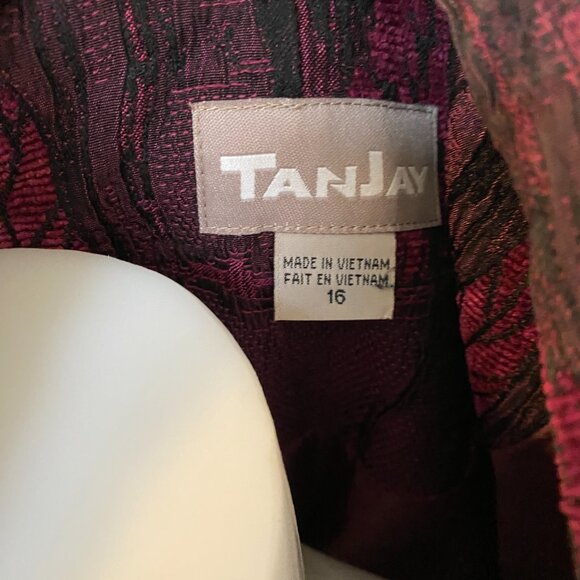 TANJAY
MADE IN VIETNAM
FAIT EN VIETNAM
16